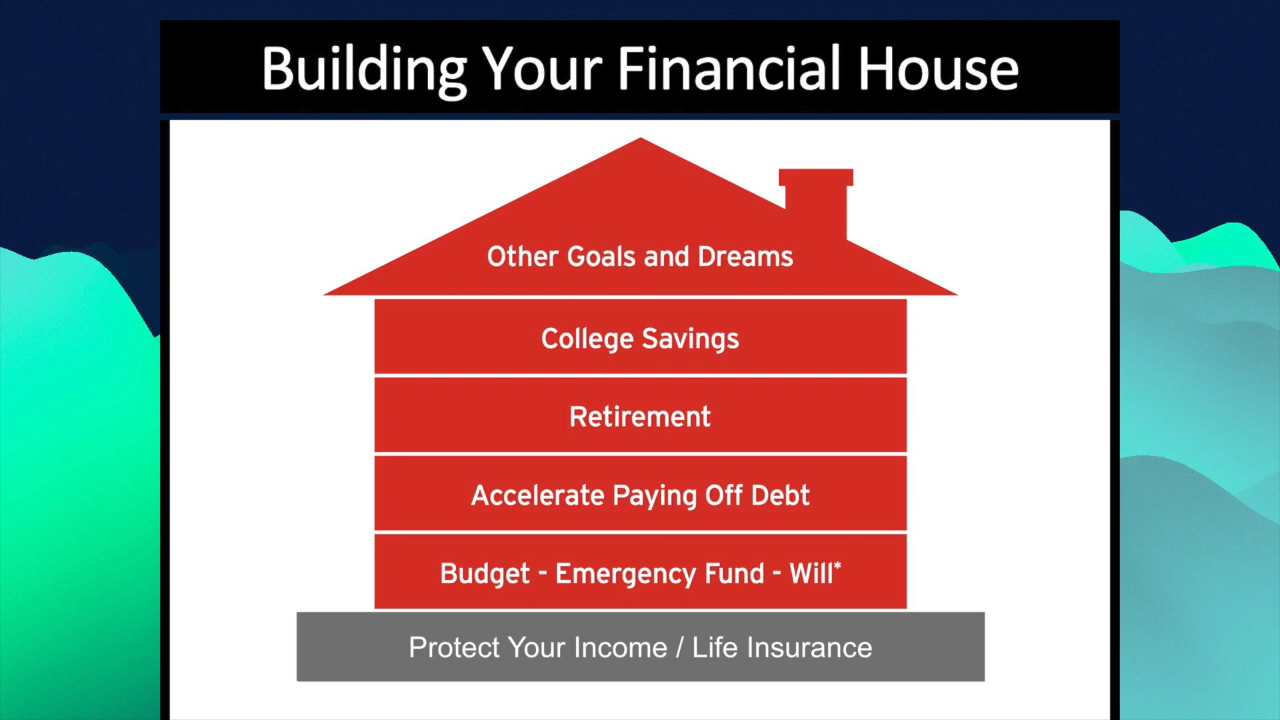 Building Your Financial House
Other Goals and Dreams
College Savings
Retirement
Accelerate Paying Off Debt
Budget - Emergency Fund - Will*
Protect Your Income / Life Insurance